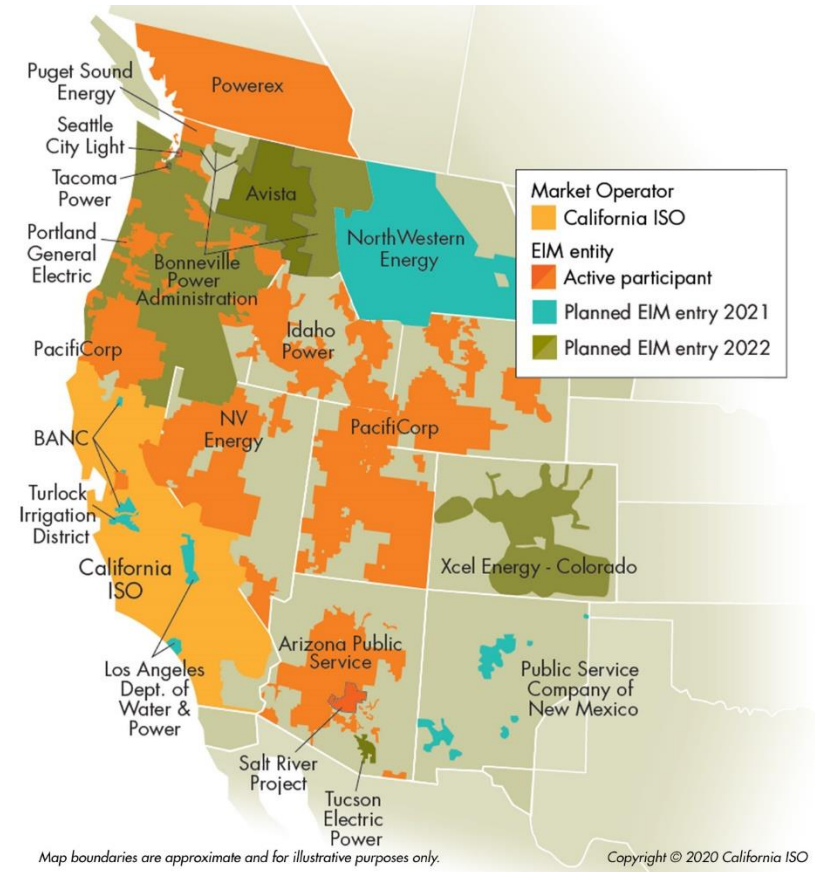 Puget Sound
Energy
Powerex
Seattle
City Light
Tacoma
Power
Avista
Portland
General
Electric
Bonneville
Power
Administration
NorthWestern
Energy
Market Operator
California ISO
EIM entity
Active participant
Planned EIM entry 2021
Planned EIM entry 2022
PacifiCorp
Idaho
Power
BANC
NV
Energy
PacifiCorp
Turlock
Irrigation
District
California
ISO
Xcel Energy - Colorado
Los Angeles
Dept. of
Water &
Power
Arizona Public
Service
Public Service
Company of
New Mexico
Salt River
Project
Tucson
Electric
Power
Map boundaries are approximate and for illustrative purposes only.
Copyright © 2020 California ISO